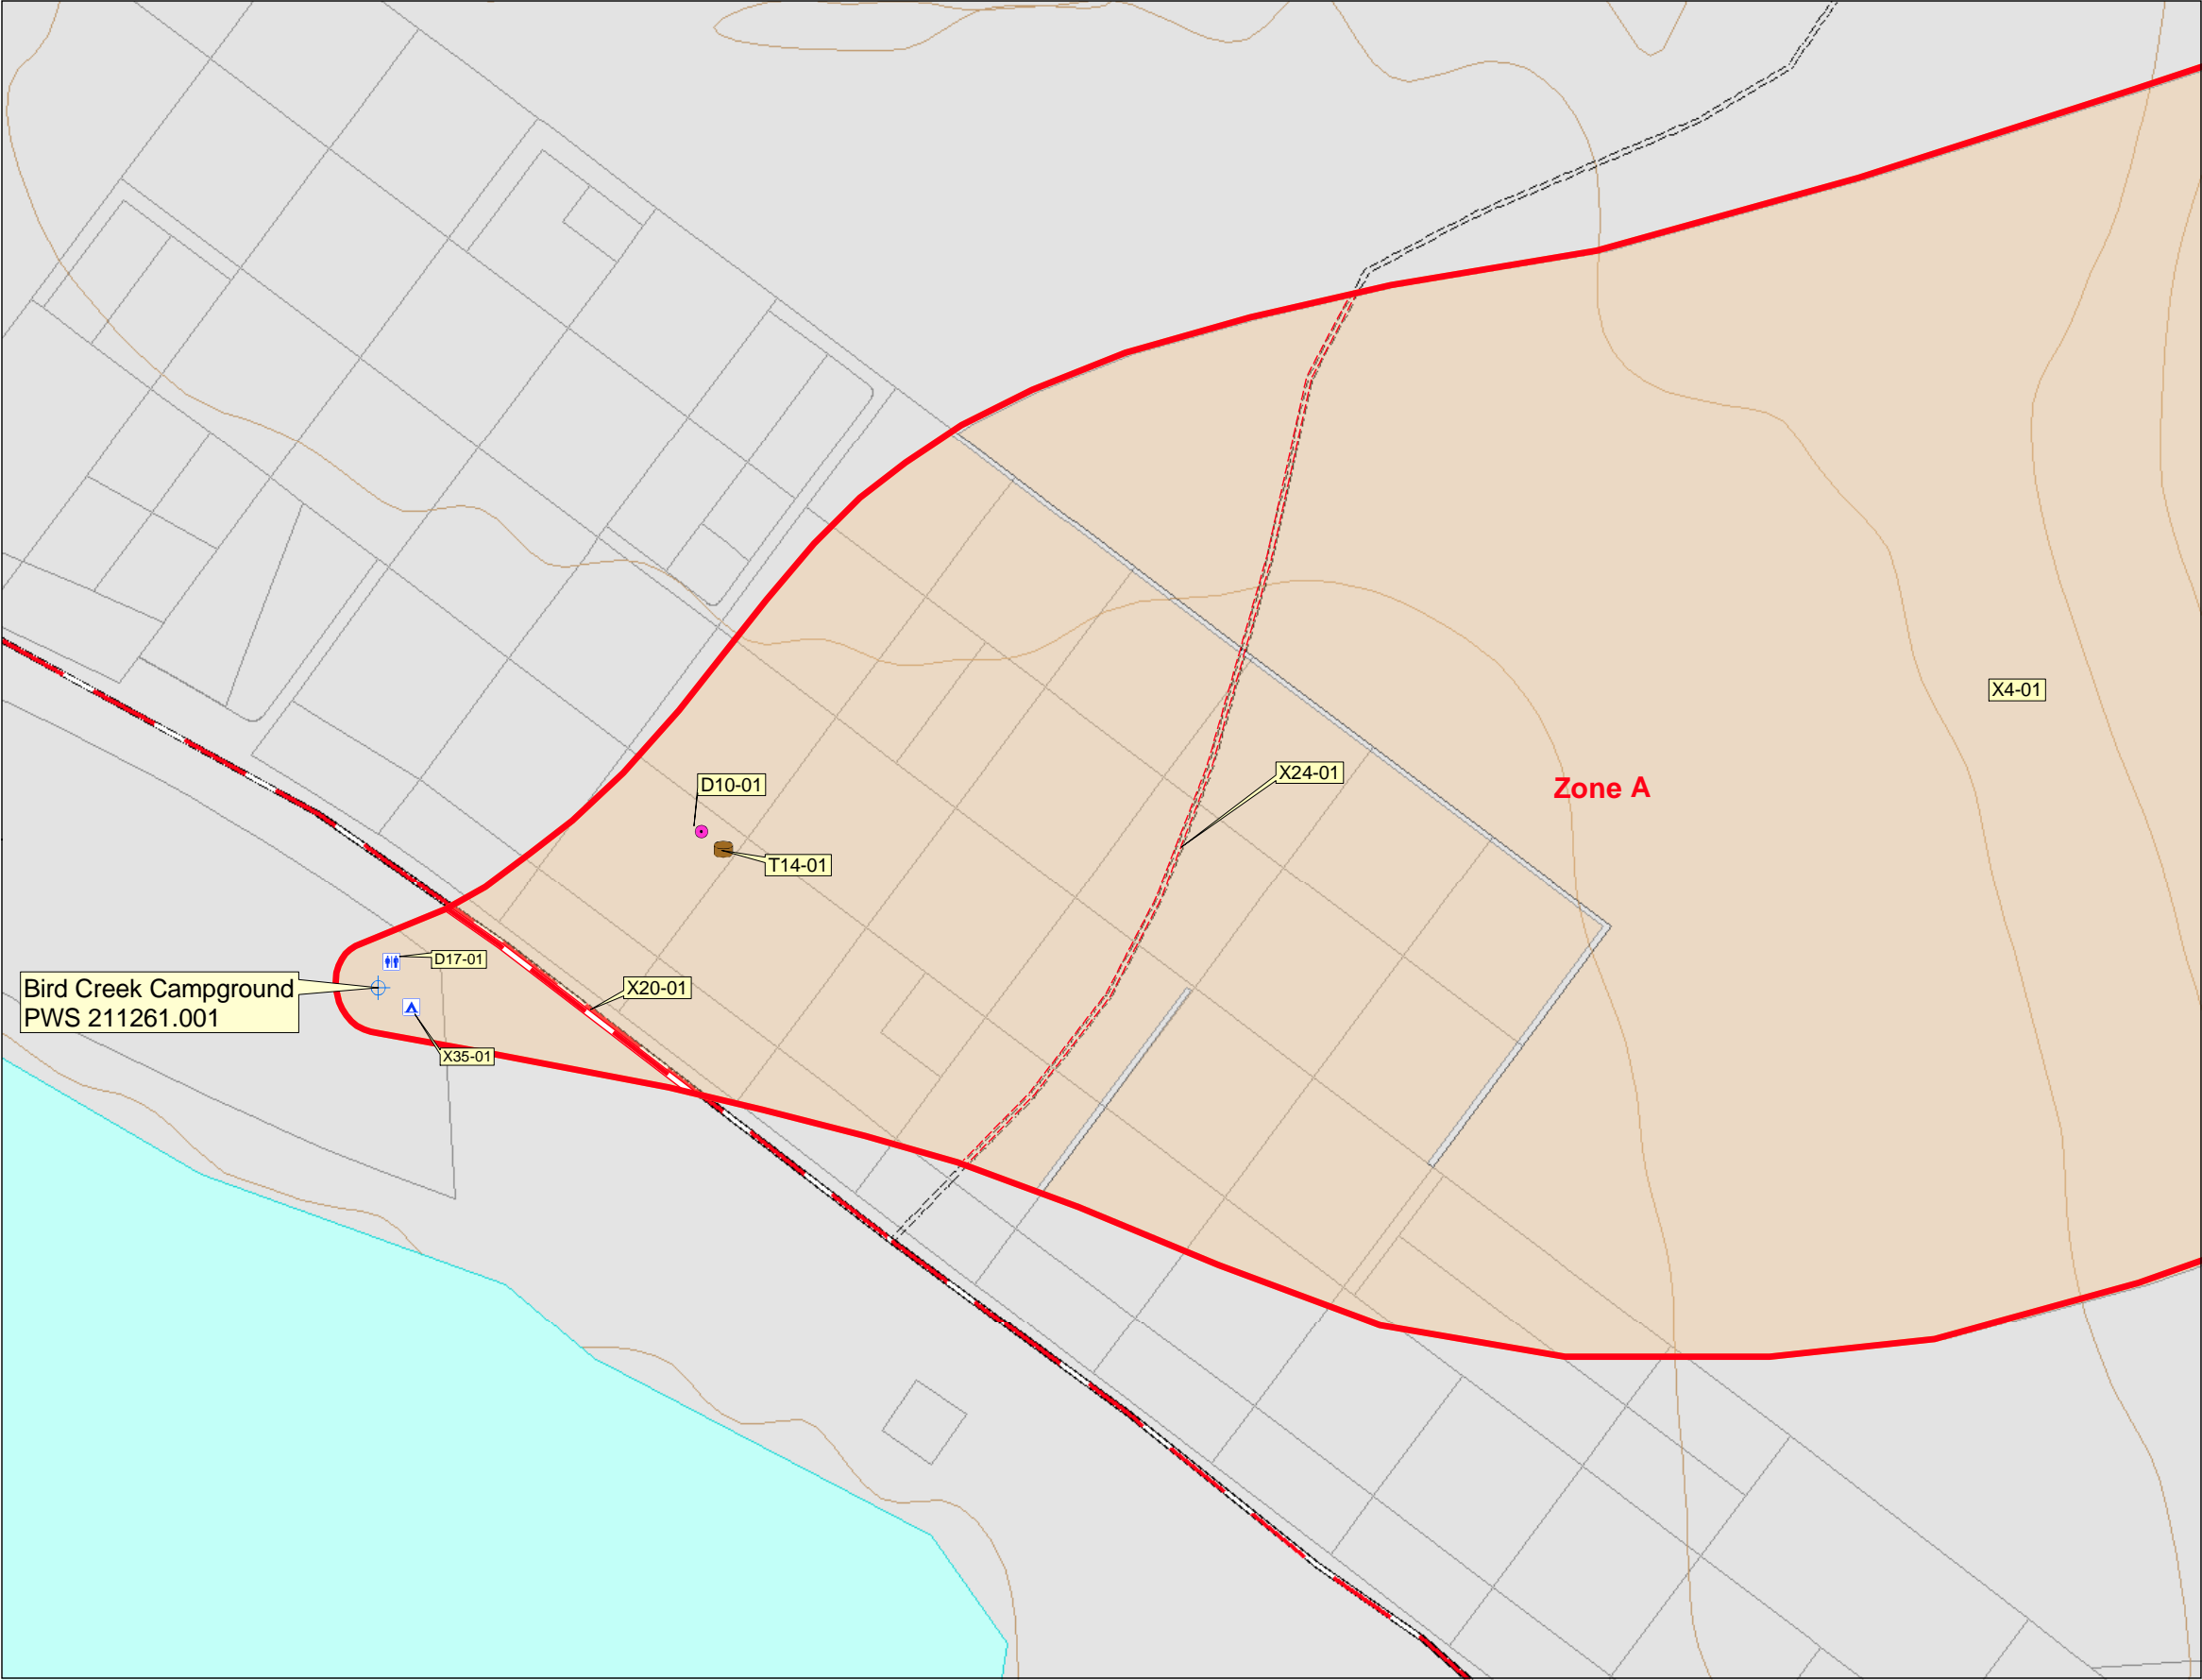 X4-01
X24-01
D10-01
Zone A
T14-01
D17-01
Bird Creek Campground
PWS 211261.001
X20-01
X35-01